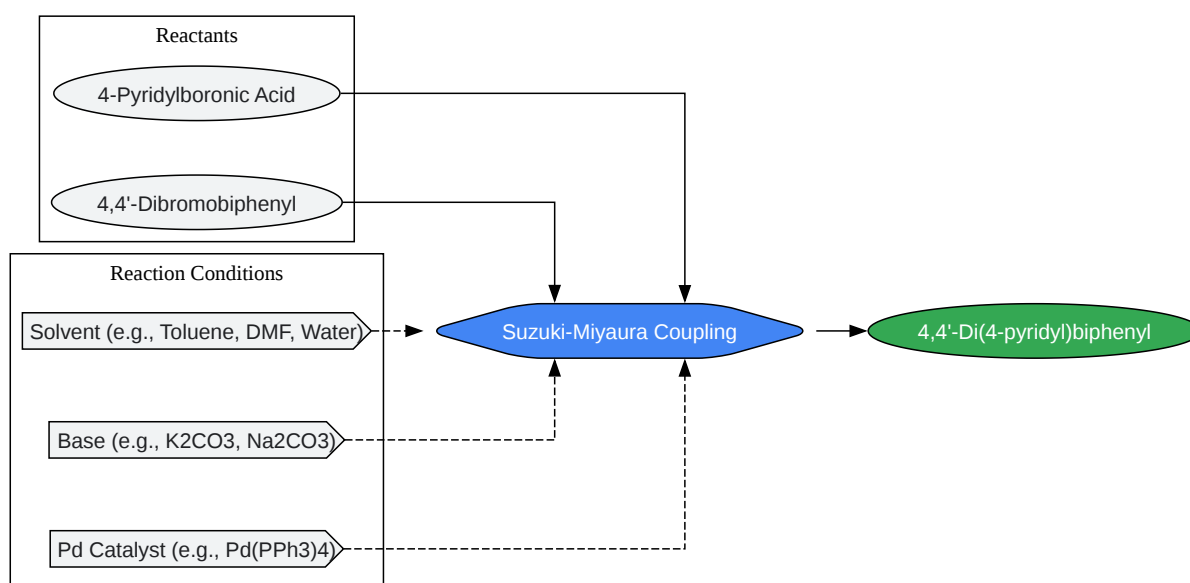 Reactants
4-Pyridylboronic Acid
4,4'-Dibromobiphenyl
Reaction Conditions
Solvent (e.g., Toluene, DMF, Water)
Base (e.g., K2CO3, Na2CO3)
Pd Catalyst (e.g., Pd(PPh3)4)
Suzuki-Miyaura Coupling
4,4'-Di(4-pyridyl)biphenyl